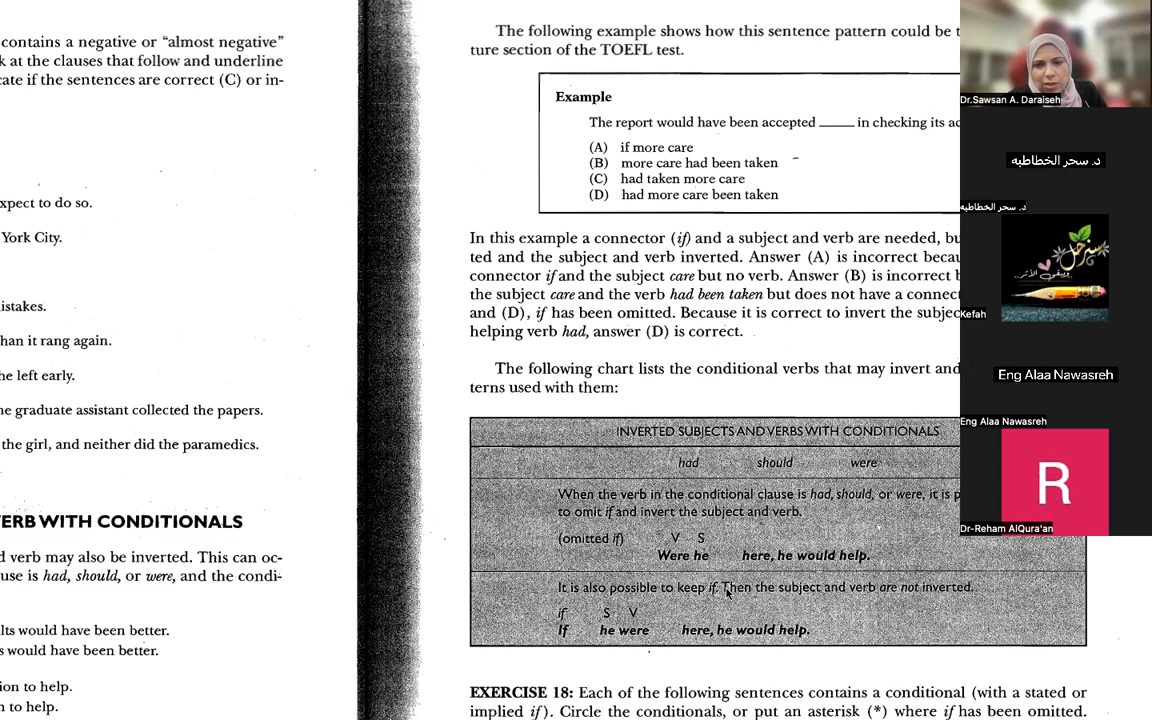 contains a negative or “almost negative”
k at the clauses that follow and underline
cate if the sentences are correct (C) or in-
xpect to do so.
York City.
istakes.
han it rang again.
he left early.
ne graduate assistant collected the papers.
the girl, and neither did the paramedics.
ERB WITH CONDITIONALS
d verb may also be inverted. This can oc-
use is had, should, or were, and the condi-
lts would have been better.
s would have been better.
ion to help.
n to help.
The following example shows how this sentence pattern could be t
ture section of the TOEFL test.
Example
The report would have been accepted ____ in checking its ac
(A) if more care
(B) more care had been taken
(C) had taken more care
(D) had more care been taken
In this example a connector (if) and a subject and verb are needed, bu
ted and the subject and verb inverted. Answer (A) is incorrect becau
connector if and the subject care but no verb. Answer (B) is incorrect b
the subject care and the verb had been taken but does not have a connect
and (D), if has been omitted. Because it is correct to invert the subjec
helping verb had, answer (D) is correct.
The following chart lists the conditional verbs that may invert and
terns used with them:
INVERTED SUBJECTS AND VERBS WITH CONDITIONALS
had should were
When the verb in the conditional clause is had, should, or were, it is p
to omit if and invert the subject and verb.
(omitted if) V S
Were he here, he would help.
It is also possible to keep if. Then the subject and verb are not inverted.
if S V
If he were here, he would help.
EXERCISE 18: Each of the following sentences contains a conditional (with a stated or
implied if). Circle the conditionals, or put an asterisk (*) where if has been omitted.
Dr.Sawsan A. Daraiseh
د. سحر الخطاطبه
د. سحر الخطاطبه
سنرحل
ويبقى الأثر..
Kefah
Eng Alaa Nawasreh
Eng Alaa Nawasreh
R
Dr-Reham AlQura'an